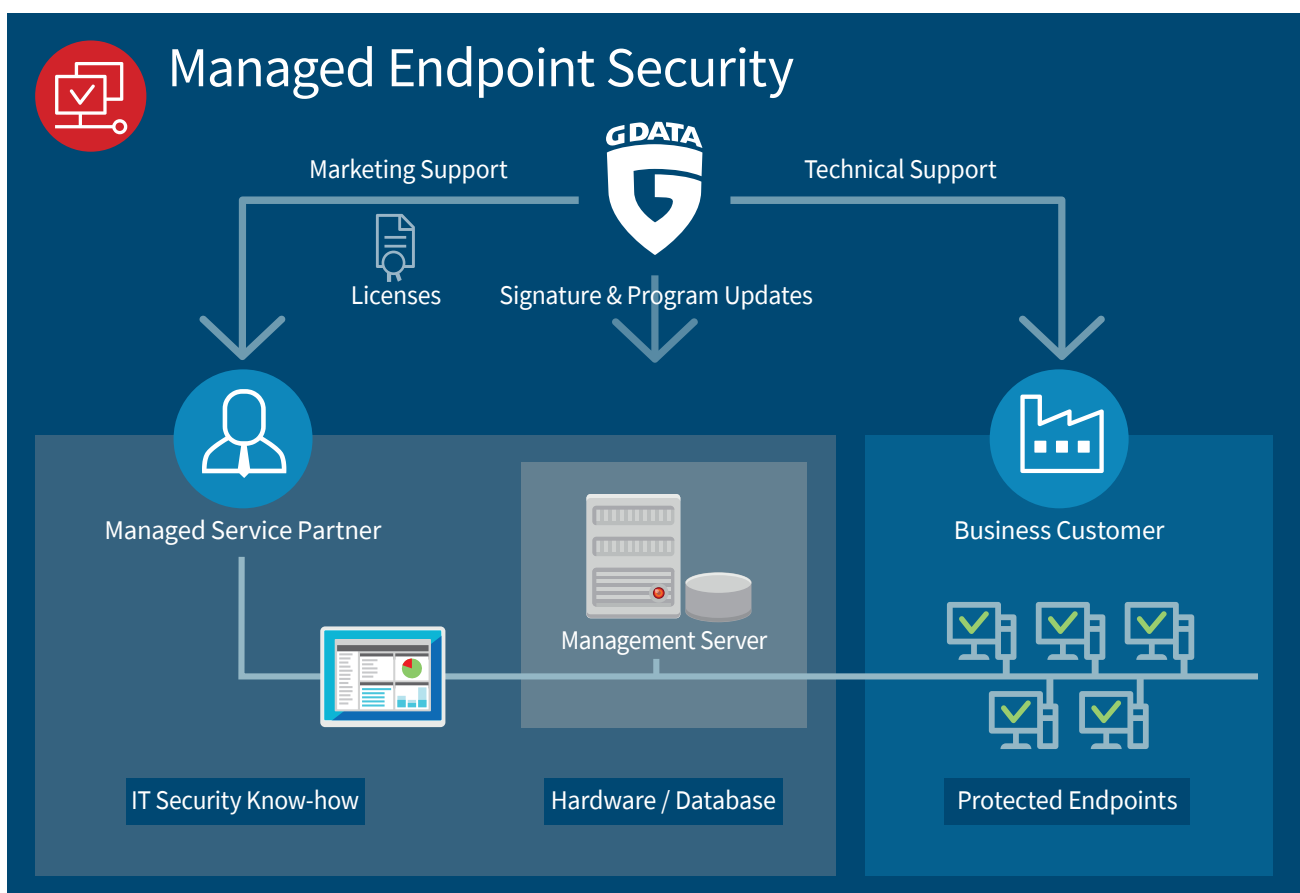 Managed Endpoint Security
G DATA
Marketing Support
Technical Support
Licenses
Signature & Program Updates
Managed Service Partner
Business Customer
Management Server
IT Security Know-how
Hardware / Database
Protected Endpoints